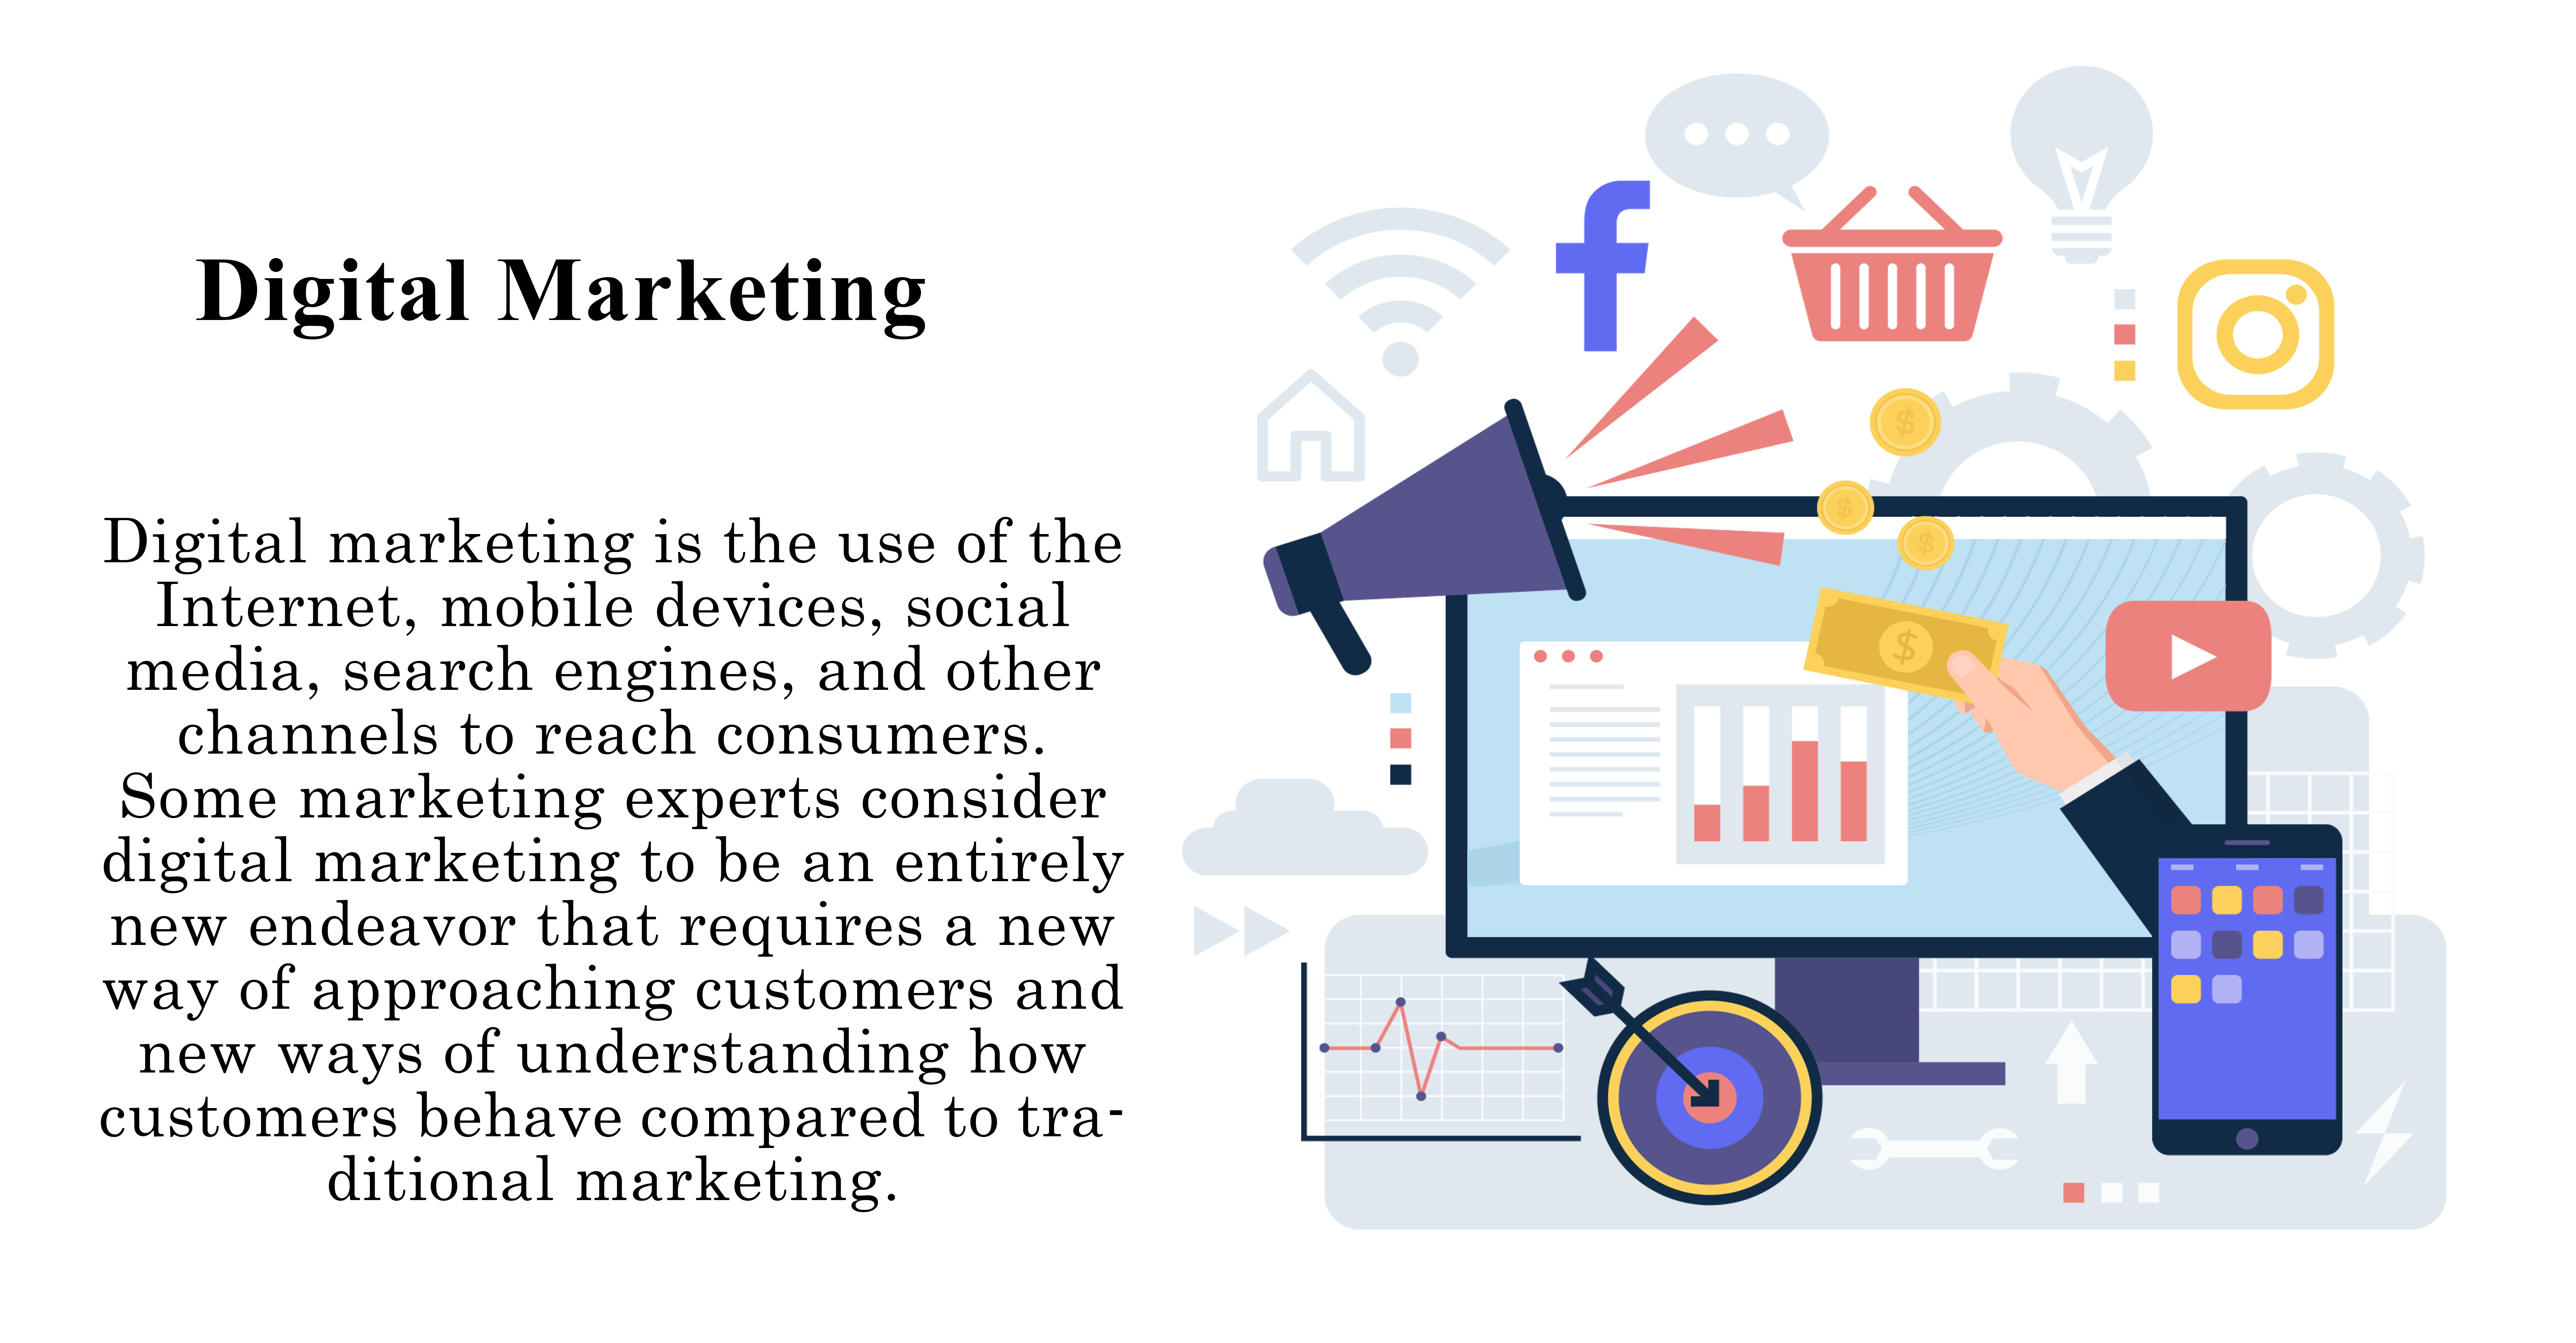 Digital Marketing
Digital marketing is the use of the
Internet, mobile devices, social
media, search engines, and other
channels to reach consumers.
Some marketing experts consider
digital marketing to be an entirely
new endeavor that requires a new
way of approaching customers and
new ways of understanding how
customers behave compared to tra-
ditional marketing.